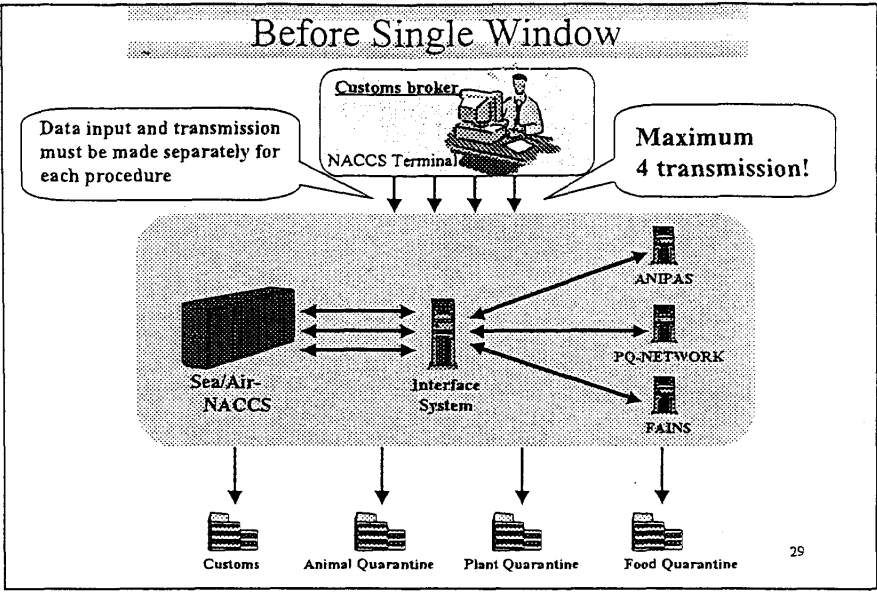 Before Single Window
Customs broker
Data input and transmission
must be made separately for
each procedure
NACCS Terminal
Maximum
4 transmission!
ANIPAS
PQ-NETWORK
FAINS
Sea/Air-
NACCS
Interface
System
Customs
Animal Quarantine
Plant Quarantine
Food Quarantine
29